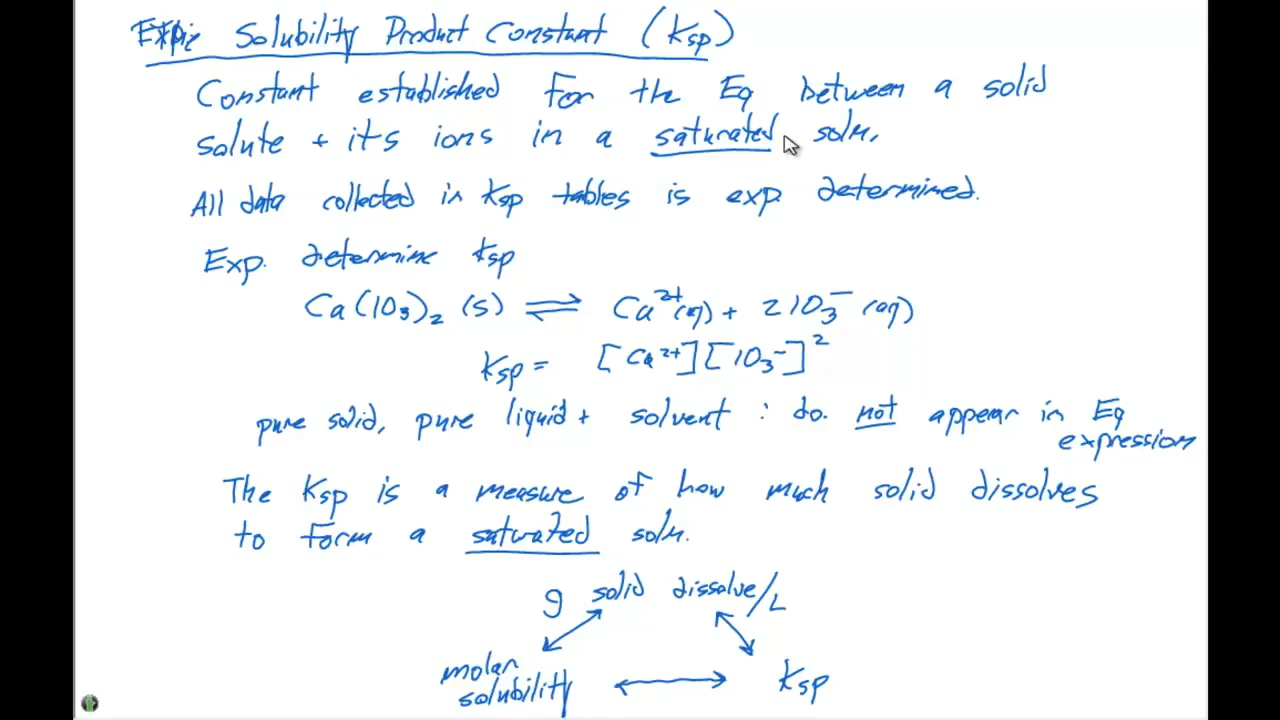 Solubility Product Constant (Ksp)
Constant established for the Eq between a solid
solute + it's ions in a saturated soln.
All data collected in Ksp tables is exp. determined.
Exp. determine Ksp
Ca(IO₃)₂ (s) ⇌ Ca²⁺(aq) + 2IO₃⁻ (aq)
Ksp = [Ca²⁺][IO₃⁻]²
pure solid, pure liquid + solvent : do not appear in Eq
expression
The Ksp is a measure of how much solid dissolves
to form a saturated soln.
g solid dissolve/L
molar
solubility ↔ Ksp